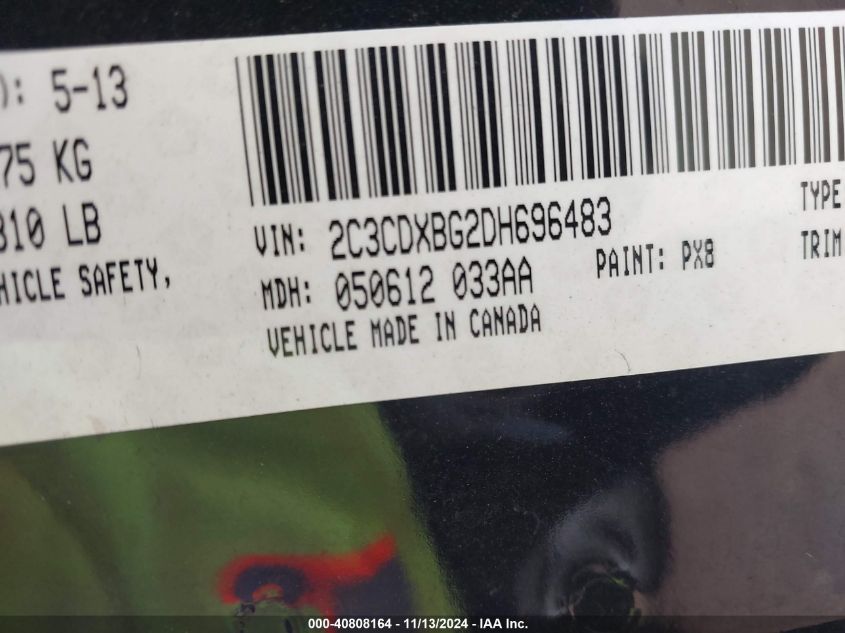 ): 5-13
75 KG
310 LB
HICLE SAFETY,
VIN: 2C3CDXBG2DH696483
TYPE
MDH: 050612 033AA
PAINT: PX8
TRIM
VEHICLE MADE IN CANADA
000-40808164 - 11/13/2024 - IAA Inc.